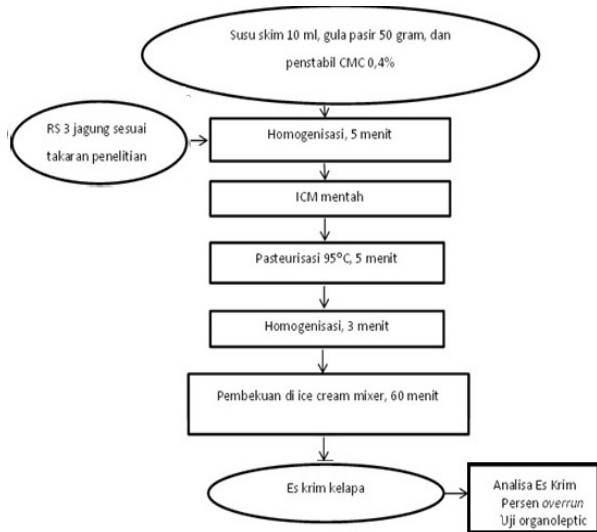 Susu skim 10 ml, gula pasir 50 gram, dan
penstabil CMC 0,4%
RS 3 jagung sesuai
takaran penelitian
Homogenisasi, 5 menit
ICM mentah
Pasteurisasi 95°C, 5 menit
Homogenisasi, 3 menit
Pembekuan di ice cream mixer, 60 menit
Es krim kelapa
Analisa Es Krim
Persen overrun
Uji organoleptic